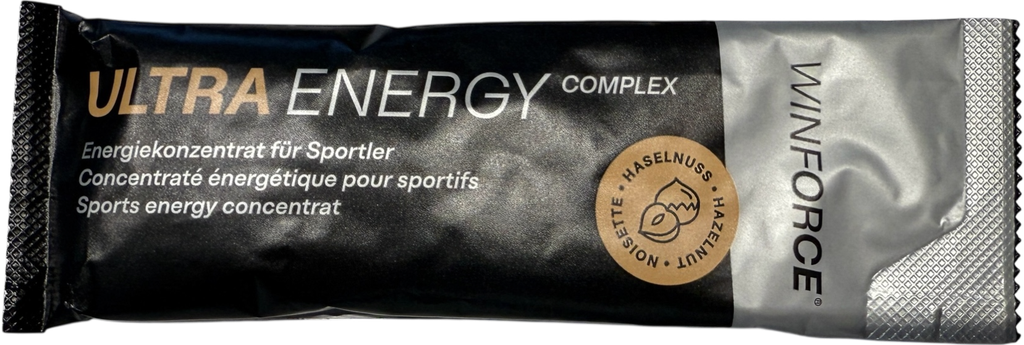 ULTRA ENERGY COMPLEX
Energiekonzentrat für Sportler
Concentraté énergétique pour sportifs
Sports energy concentrat
HASELNUSS • HAZELNUT • NOISETTE •
WINFORCE®